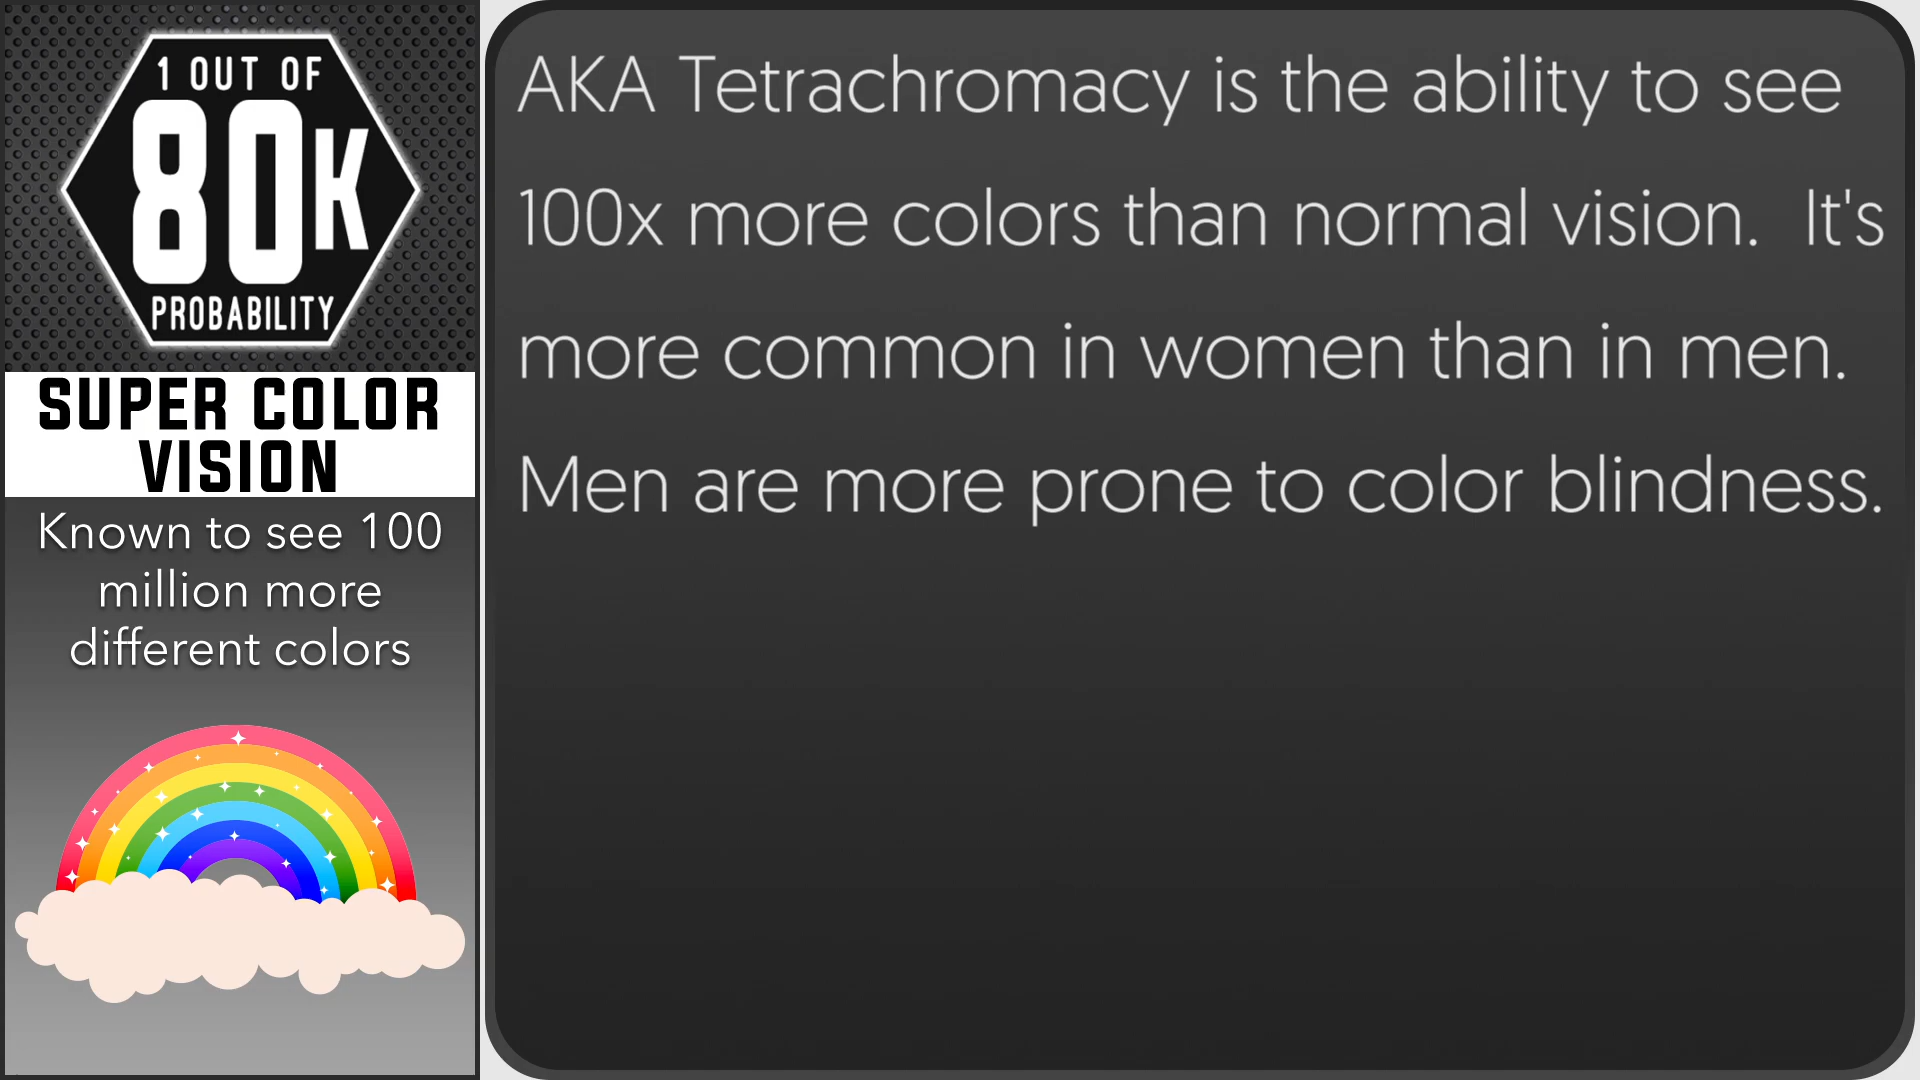 1 OUT OF
80K
PROBABILITY
SUPER COLOR
VISION
Known to see 100
million more
different colors
AKA Tetrachromacy is the ability to see
100x more colors than normal vision.  It's
more common in women than in men.
Men are more prone to color blindness.